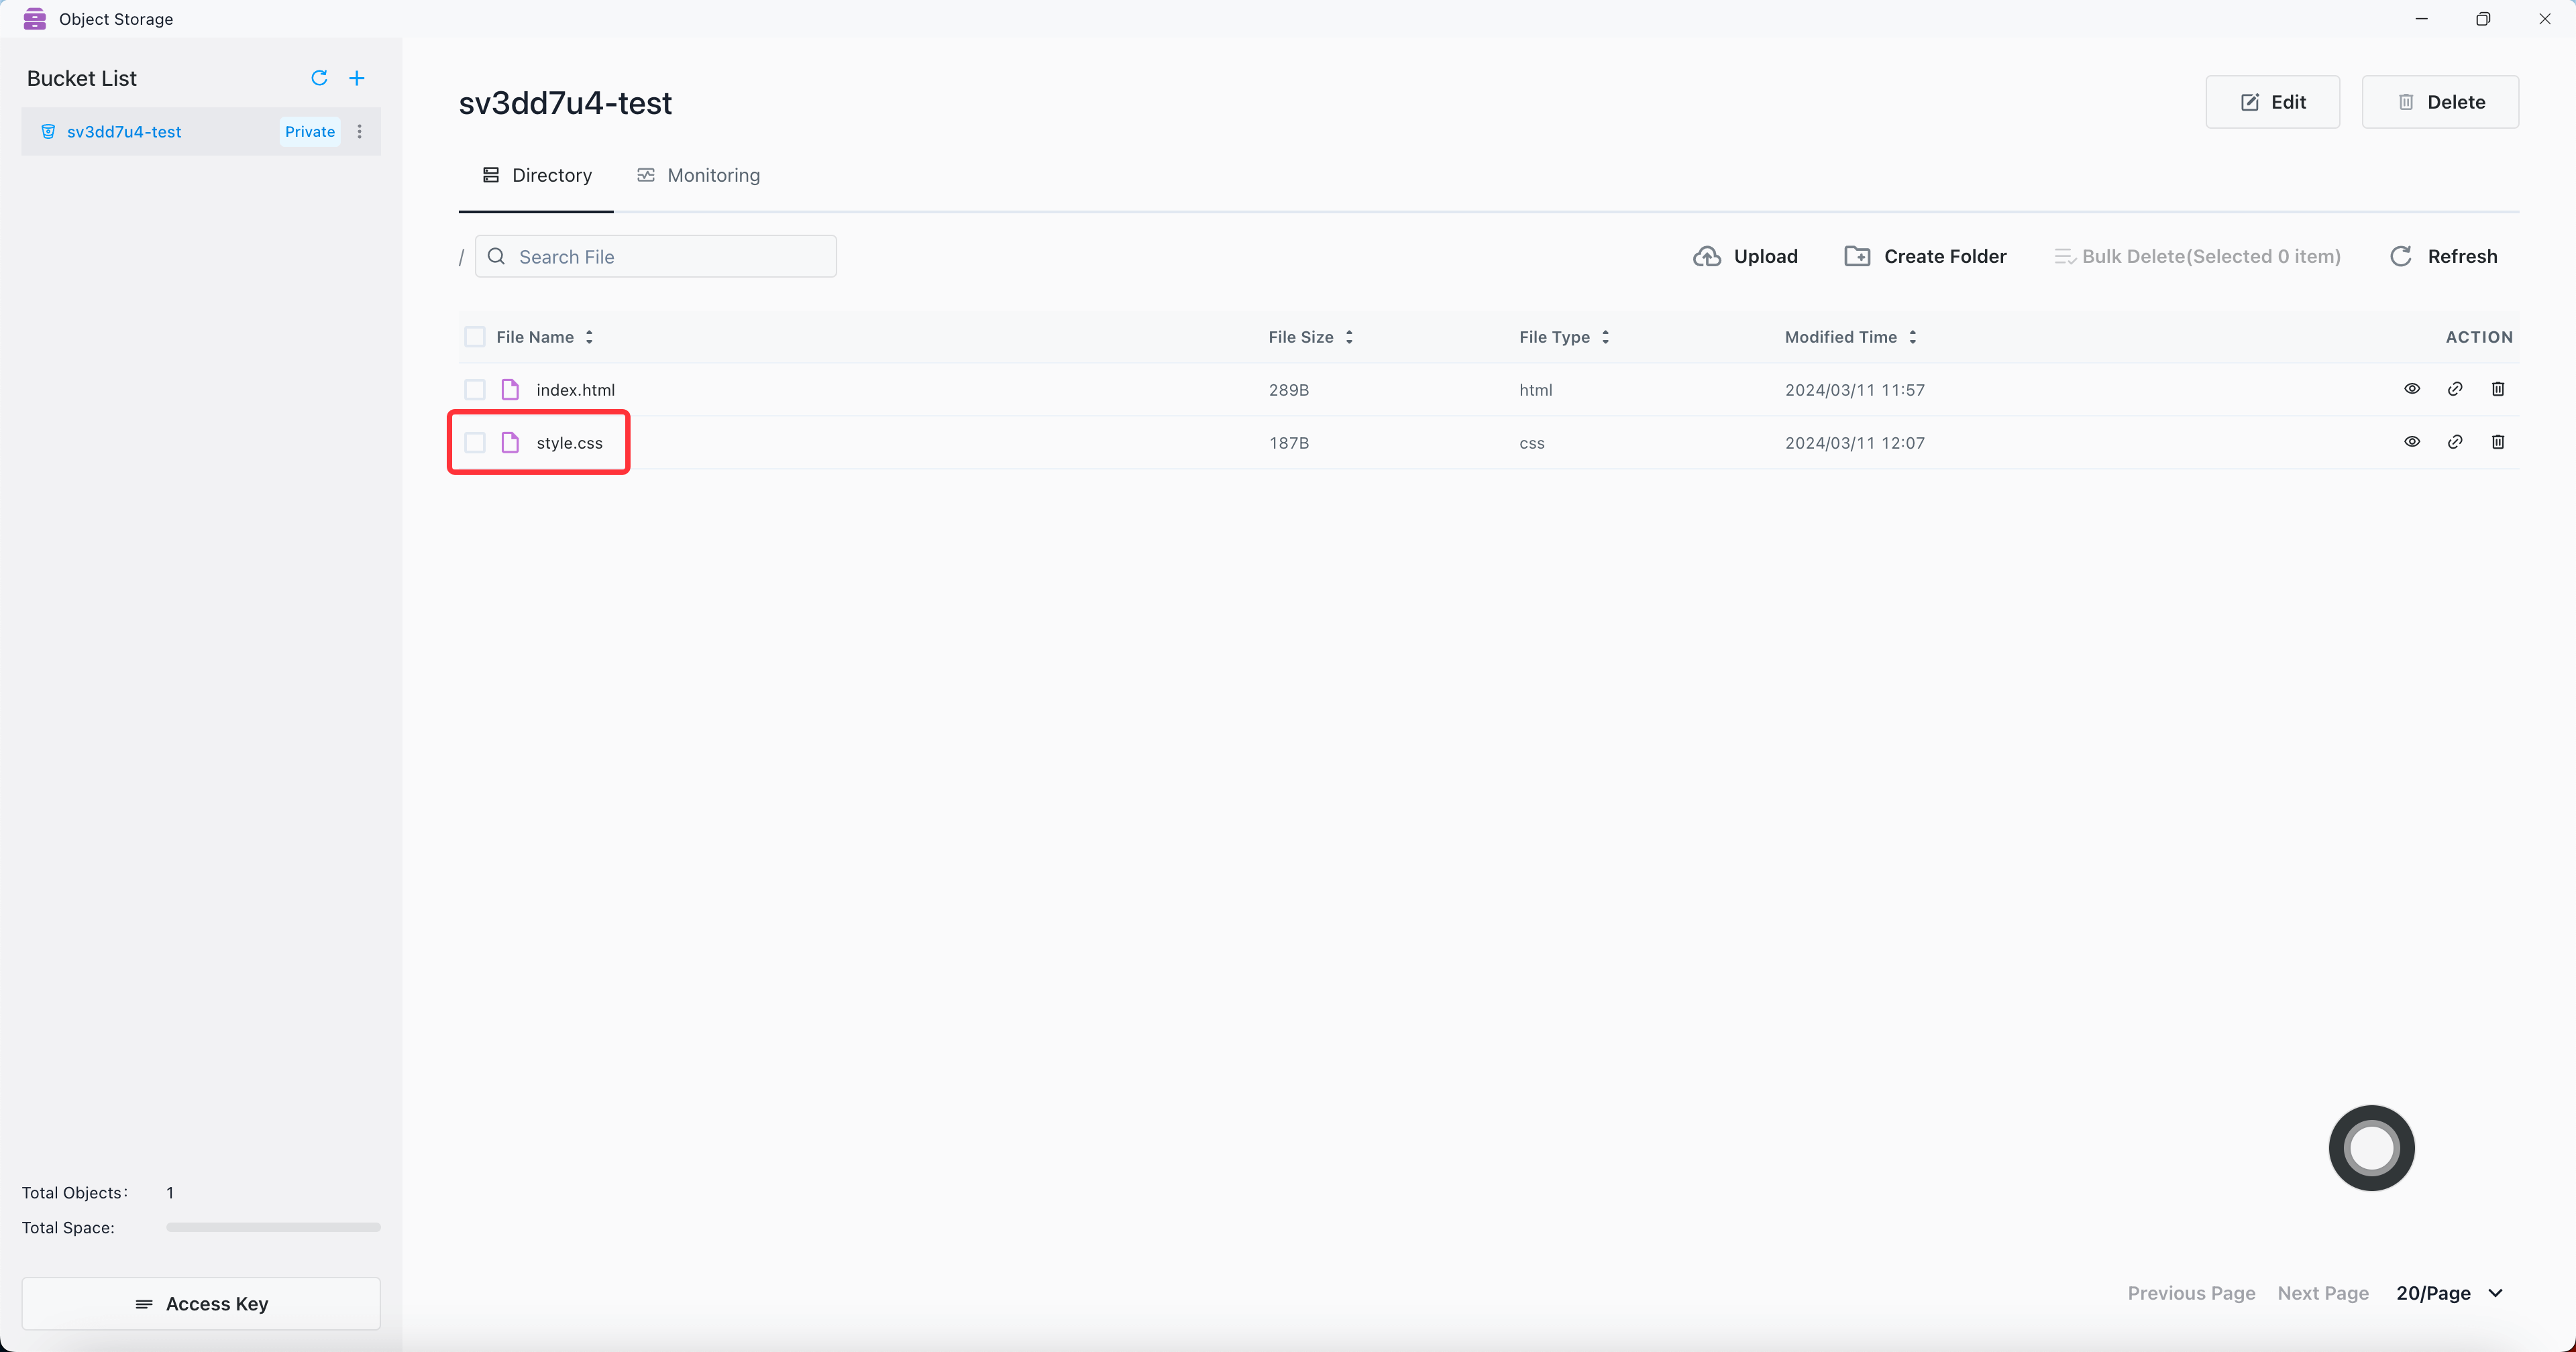 Object Storage
Bucket List
sv3dd7u4-test Private
sv3dd7u4-test
Edit Delete
Directory Monitoring
/ Search File Upload Create Folder Bulk Delete(Selected 0 item) Refresh
File Name File Size File Type Modified Time ACTION
index.html 289B html 2024/03/11 11:57
style.css 187B css 2024/03/11 12:07
Total Objects: 1
Total Space:
Access Key
Previous Page Next Page 20/Page